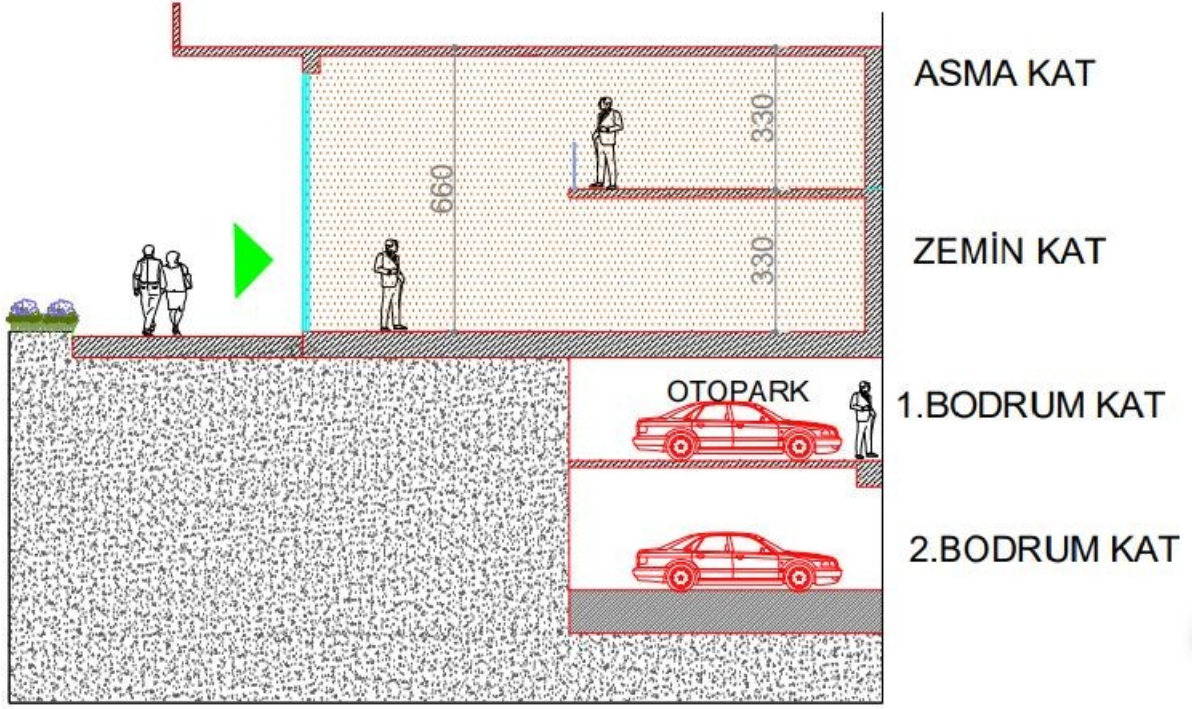 ASMA KAT
330
660
ZEMİN KAT
330
OTOPARK
1.BODRUM KAT
2.BODRUM KAT